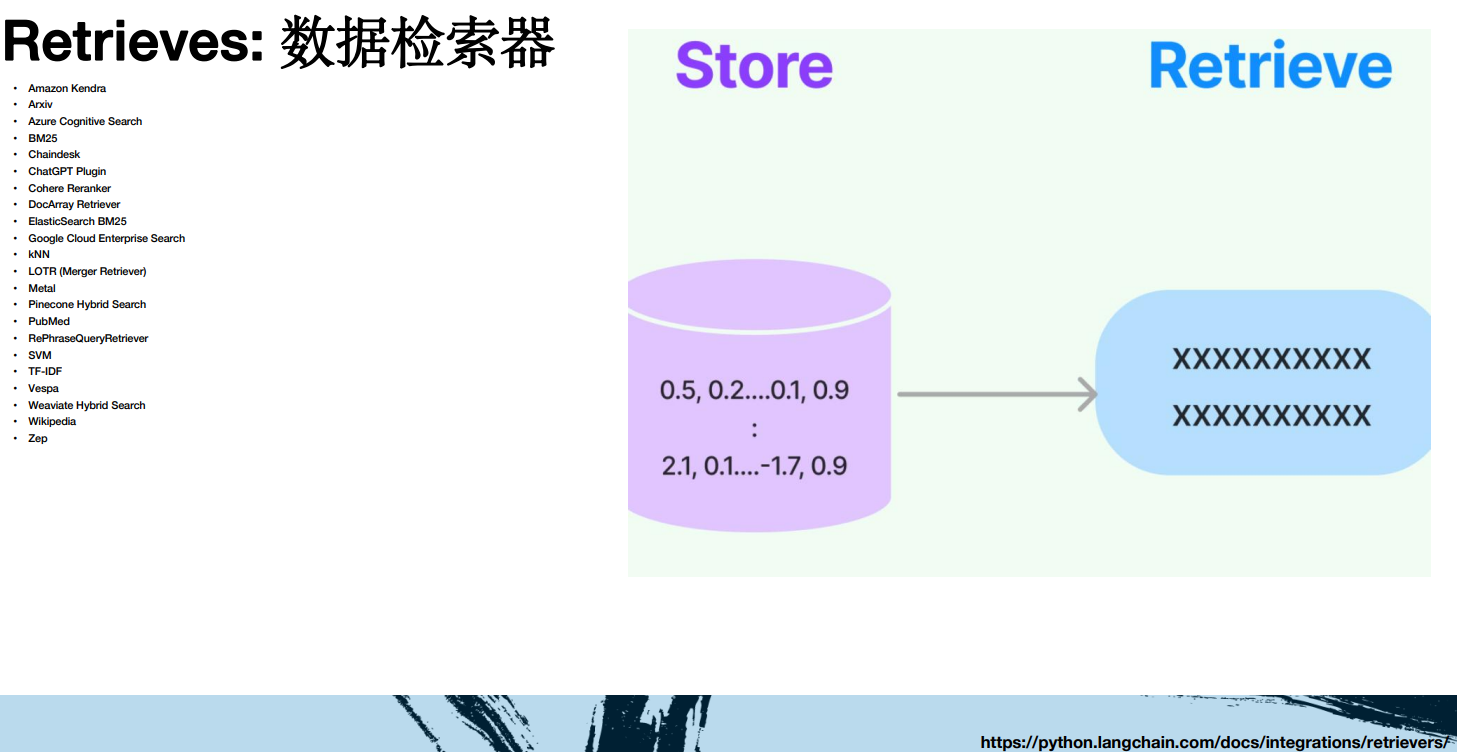 Retrieves: 数据检索器
• Amazon Kendra
• Arxiv
• Azure Cognitive Search
• BM25
• Chaindesk
• ChatGPT Plugin
• Cohere Reranker
• DocArray Retriever
• ElasticSearch BM25
• Google Cloud Enterprise Search
• kNN
• LOTR (Merger Retriever)
• Metal
• Pinecone Hybrid Search
• PubMed
• RePhraseQueryRetriever
• SVM
• TF-IDF
• Vespa
• Weaviate Hybrid Search
• Wikipedia
• Zep
Store
Retrieve
0.5, 0.2....0.1, 0.9
:
2.1, 0.1....-1.7, 0.9
XXXXXXXXXX
XXXXXXXXXX
https://python.langchain.com/docs/integrations/retrievers/